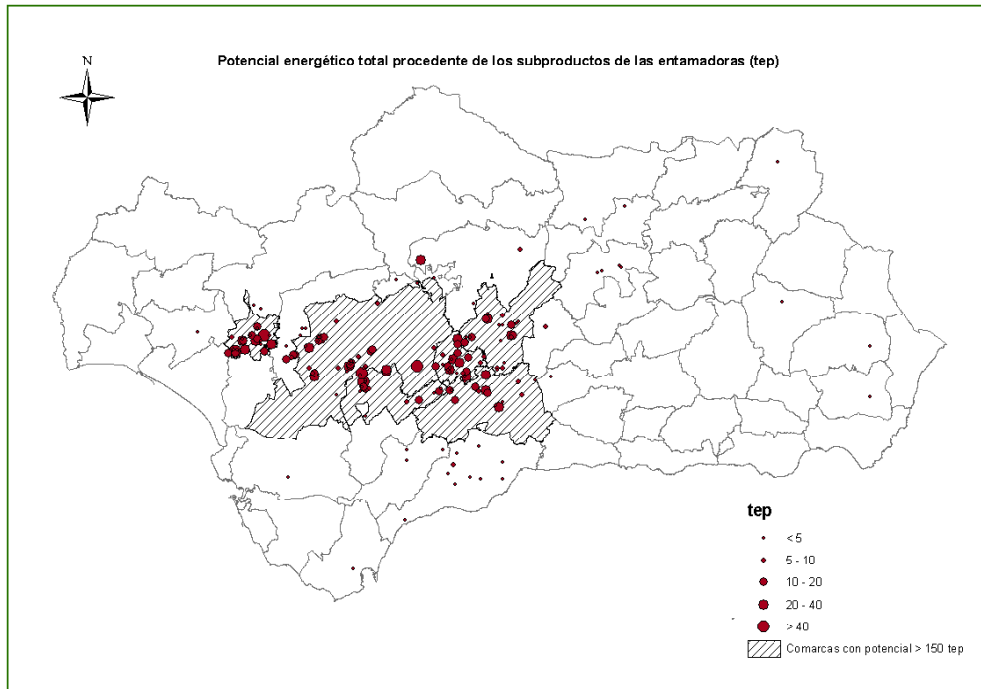 Potencial energético total procedente de los subproductos de las entamadoras (tep)
N
tep
< 5
5 - 10
10 - 20
20 - 40
> 40
Comarcas con potencial > 150 tep